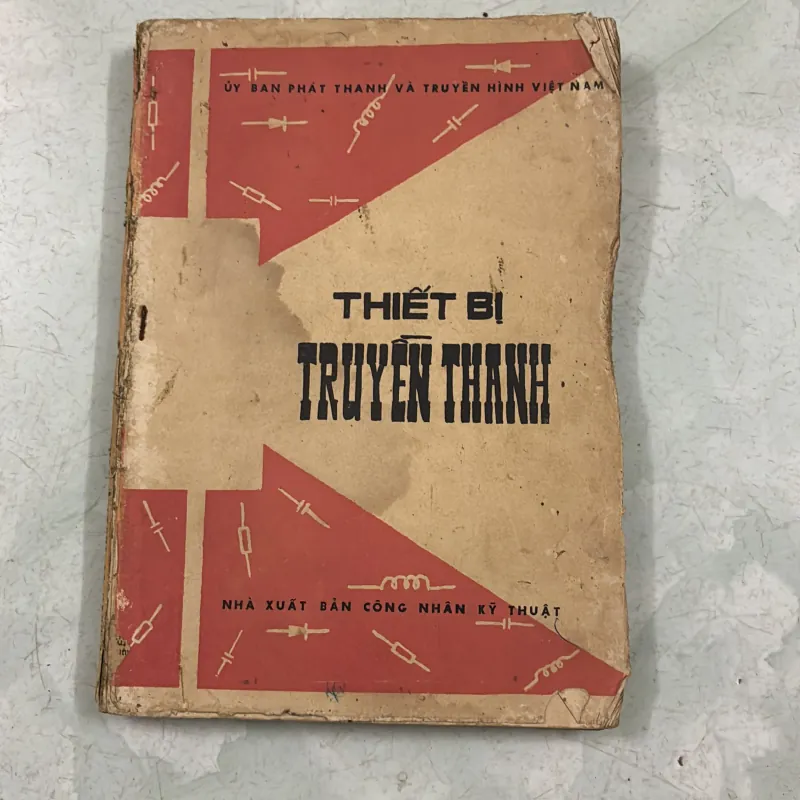 ỦY BAN PHÁT THANH VÀ TRUYỀN HÌNH VIỆT NAM
THIẾT BỊ
TRUYỀN THANH
NHÀ XUẤT BẢN CÔNG NHÂN KỸ THUẬT